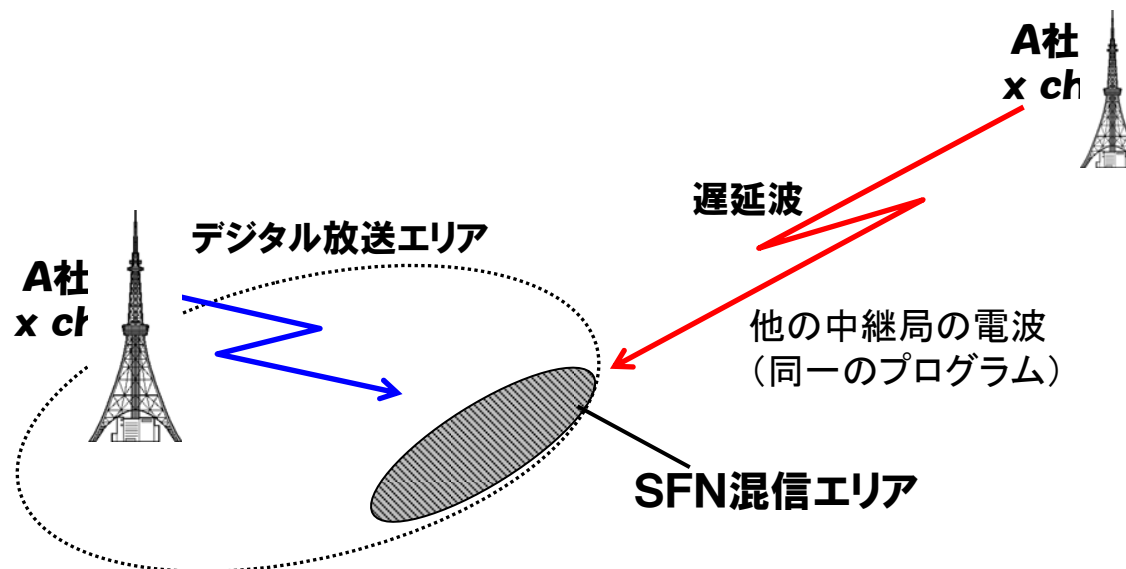 A社
x ch
遅延波
デジタル放送エリア
A社
x ch
他の中継局の電波
(同一のプログラム)
SFN混信エリア